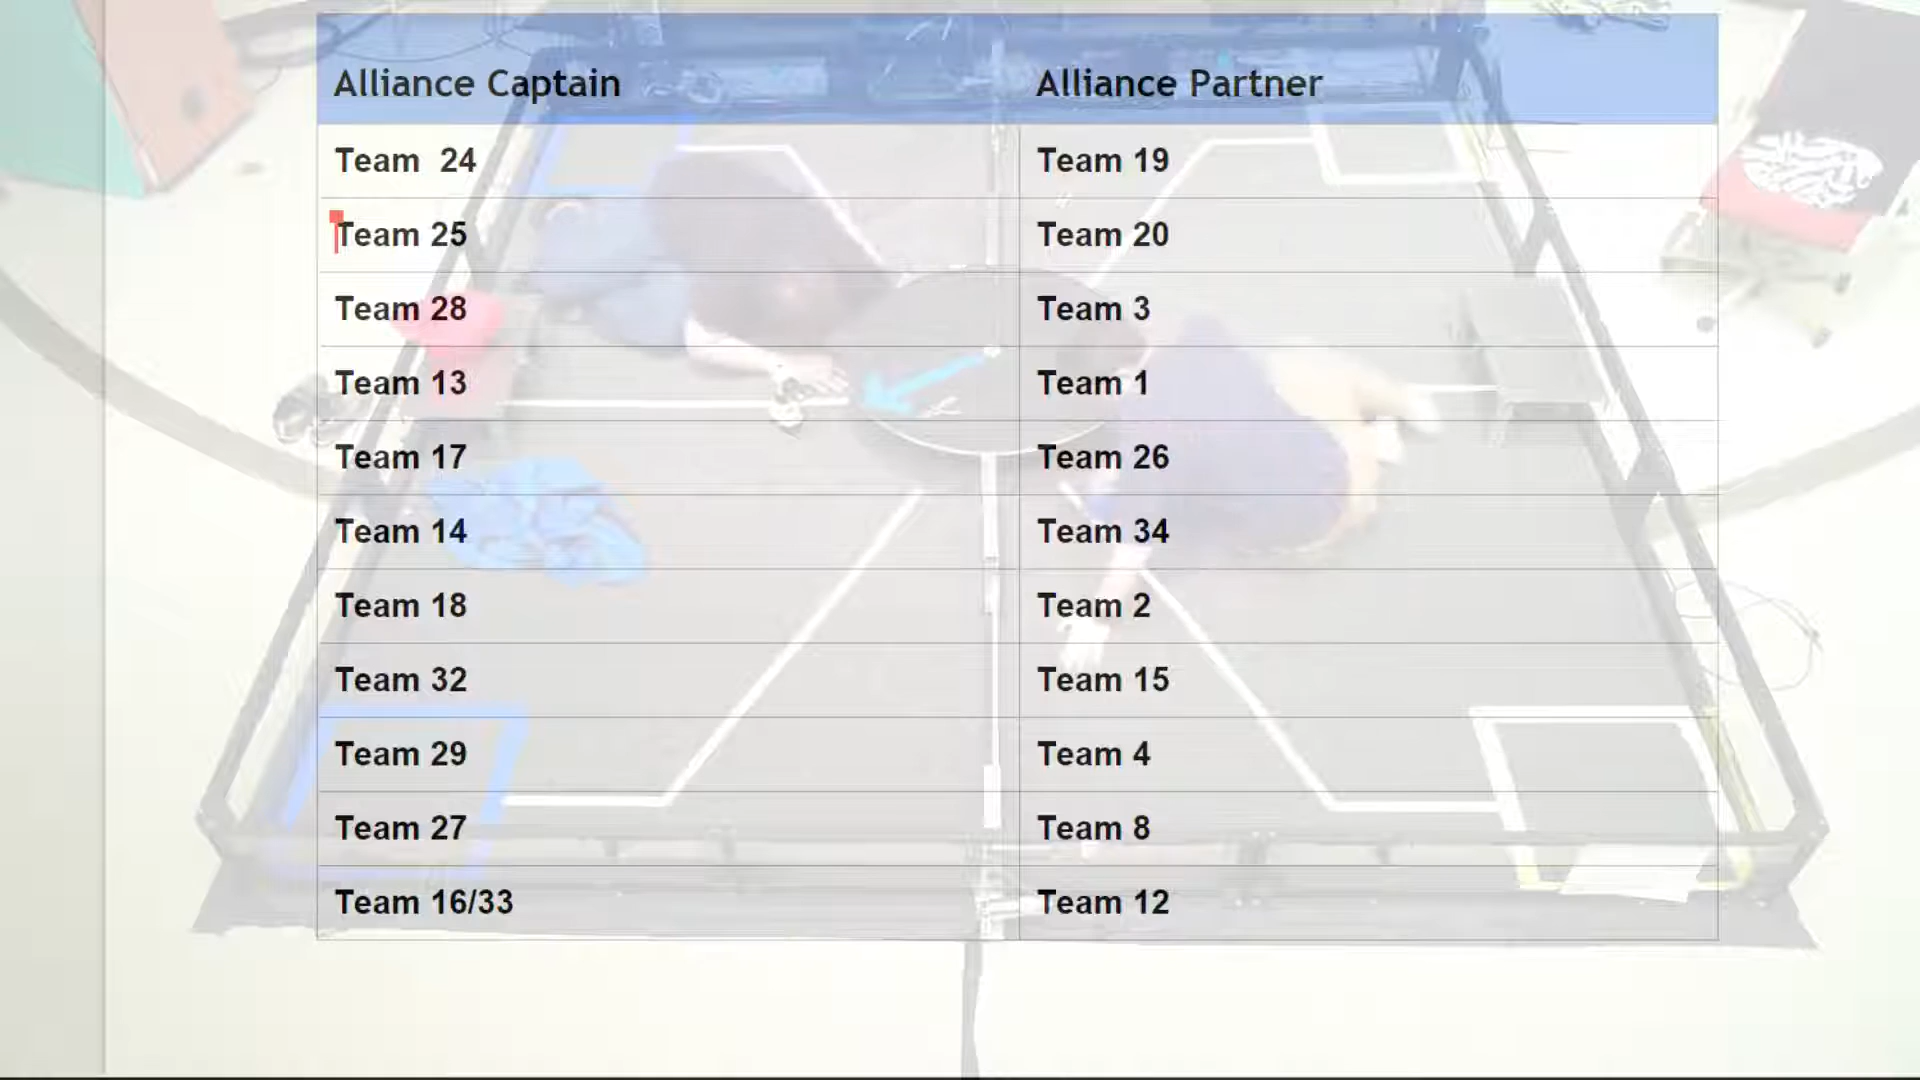 Alliance Captain Alliance Partner
Team 24 Team 19
Team 25 Team 20
Team 28 Team 3
Team 13 Team 1
Team 17 Team 26
Team 14 Team 34
Team 18 Team 2
Team 32 Team 15
Team 29 Team 4
Team 27 Team 8
Team 16/33 Team 12